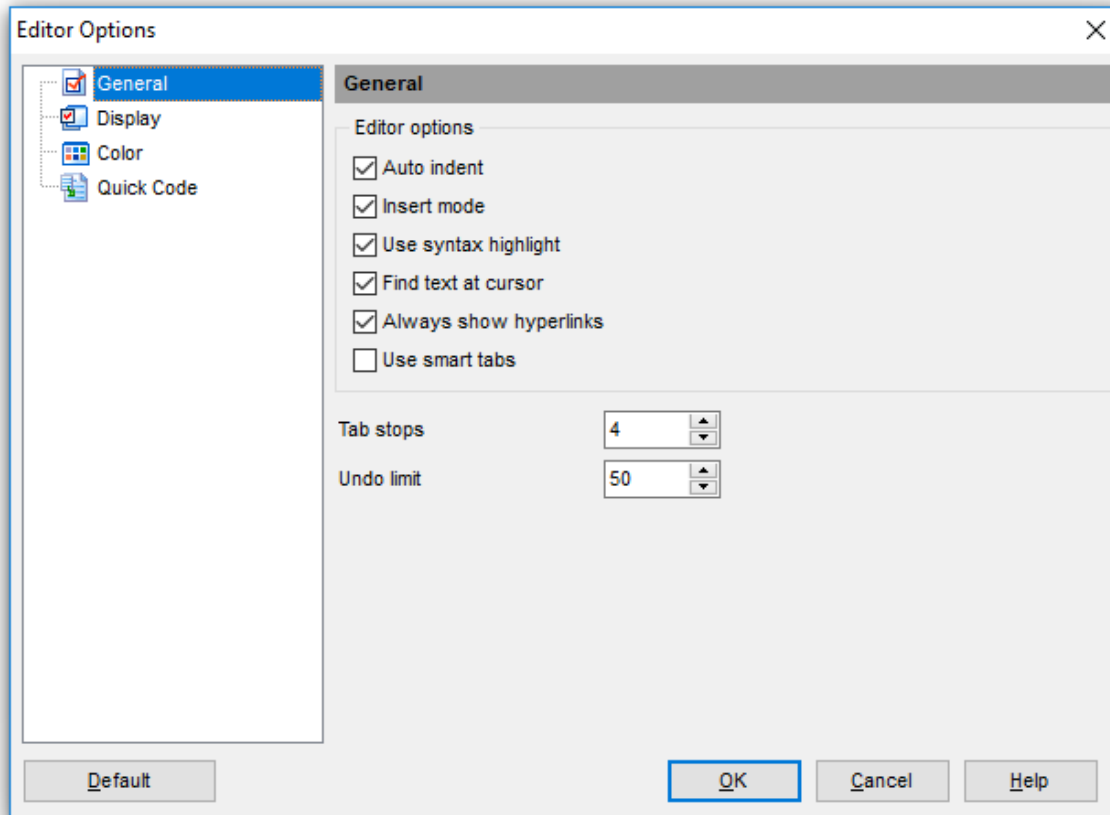 Editor Options
General
Display
Color
Quick Code
General
Editor options
Auto indent
Insert mode
Use syntax highlight
Find text at cursor
Always show hyperlinks
Use smart tabs
Tab stops 4
Undo limit 50
Default OK Cancel Help